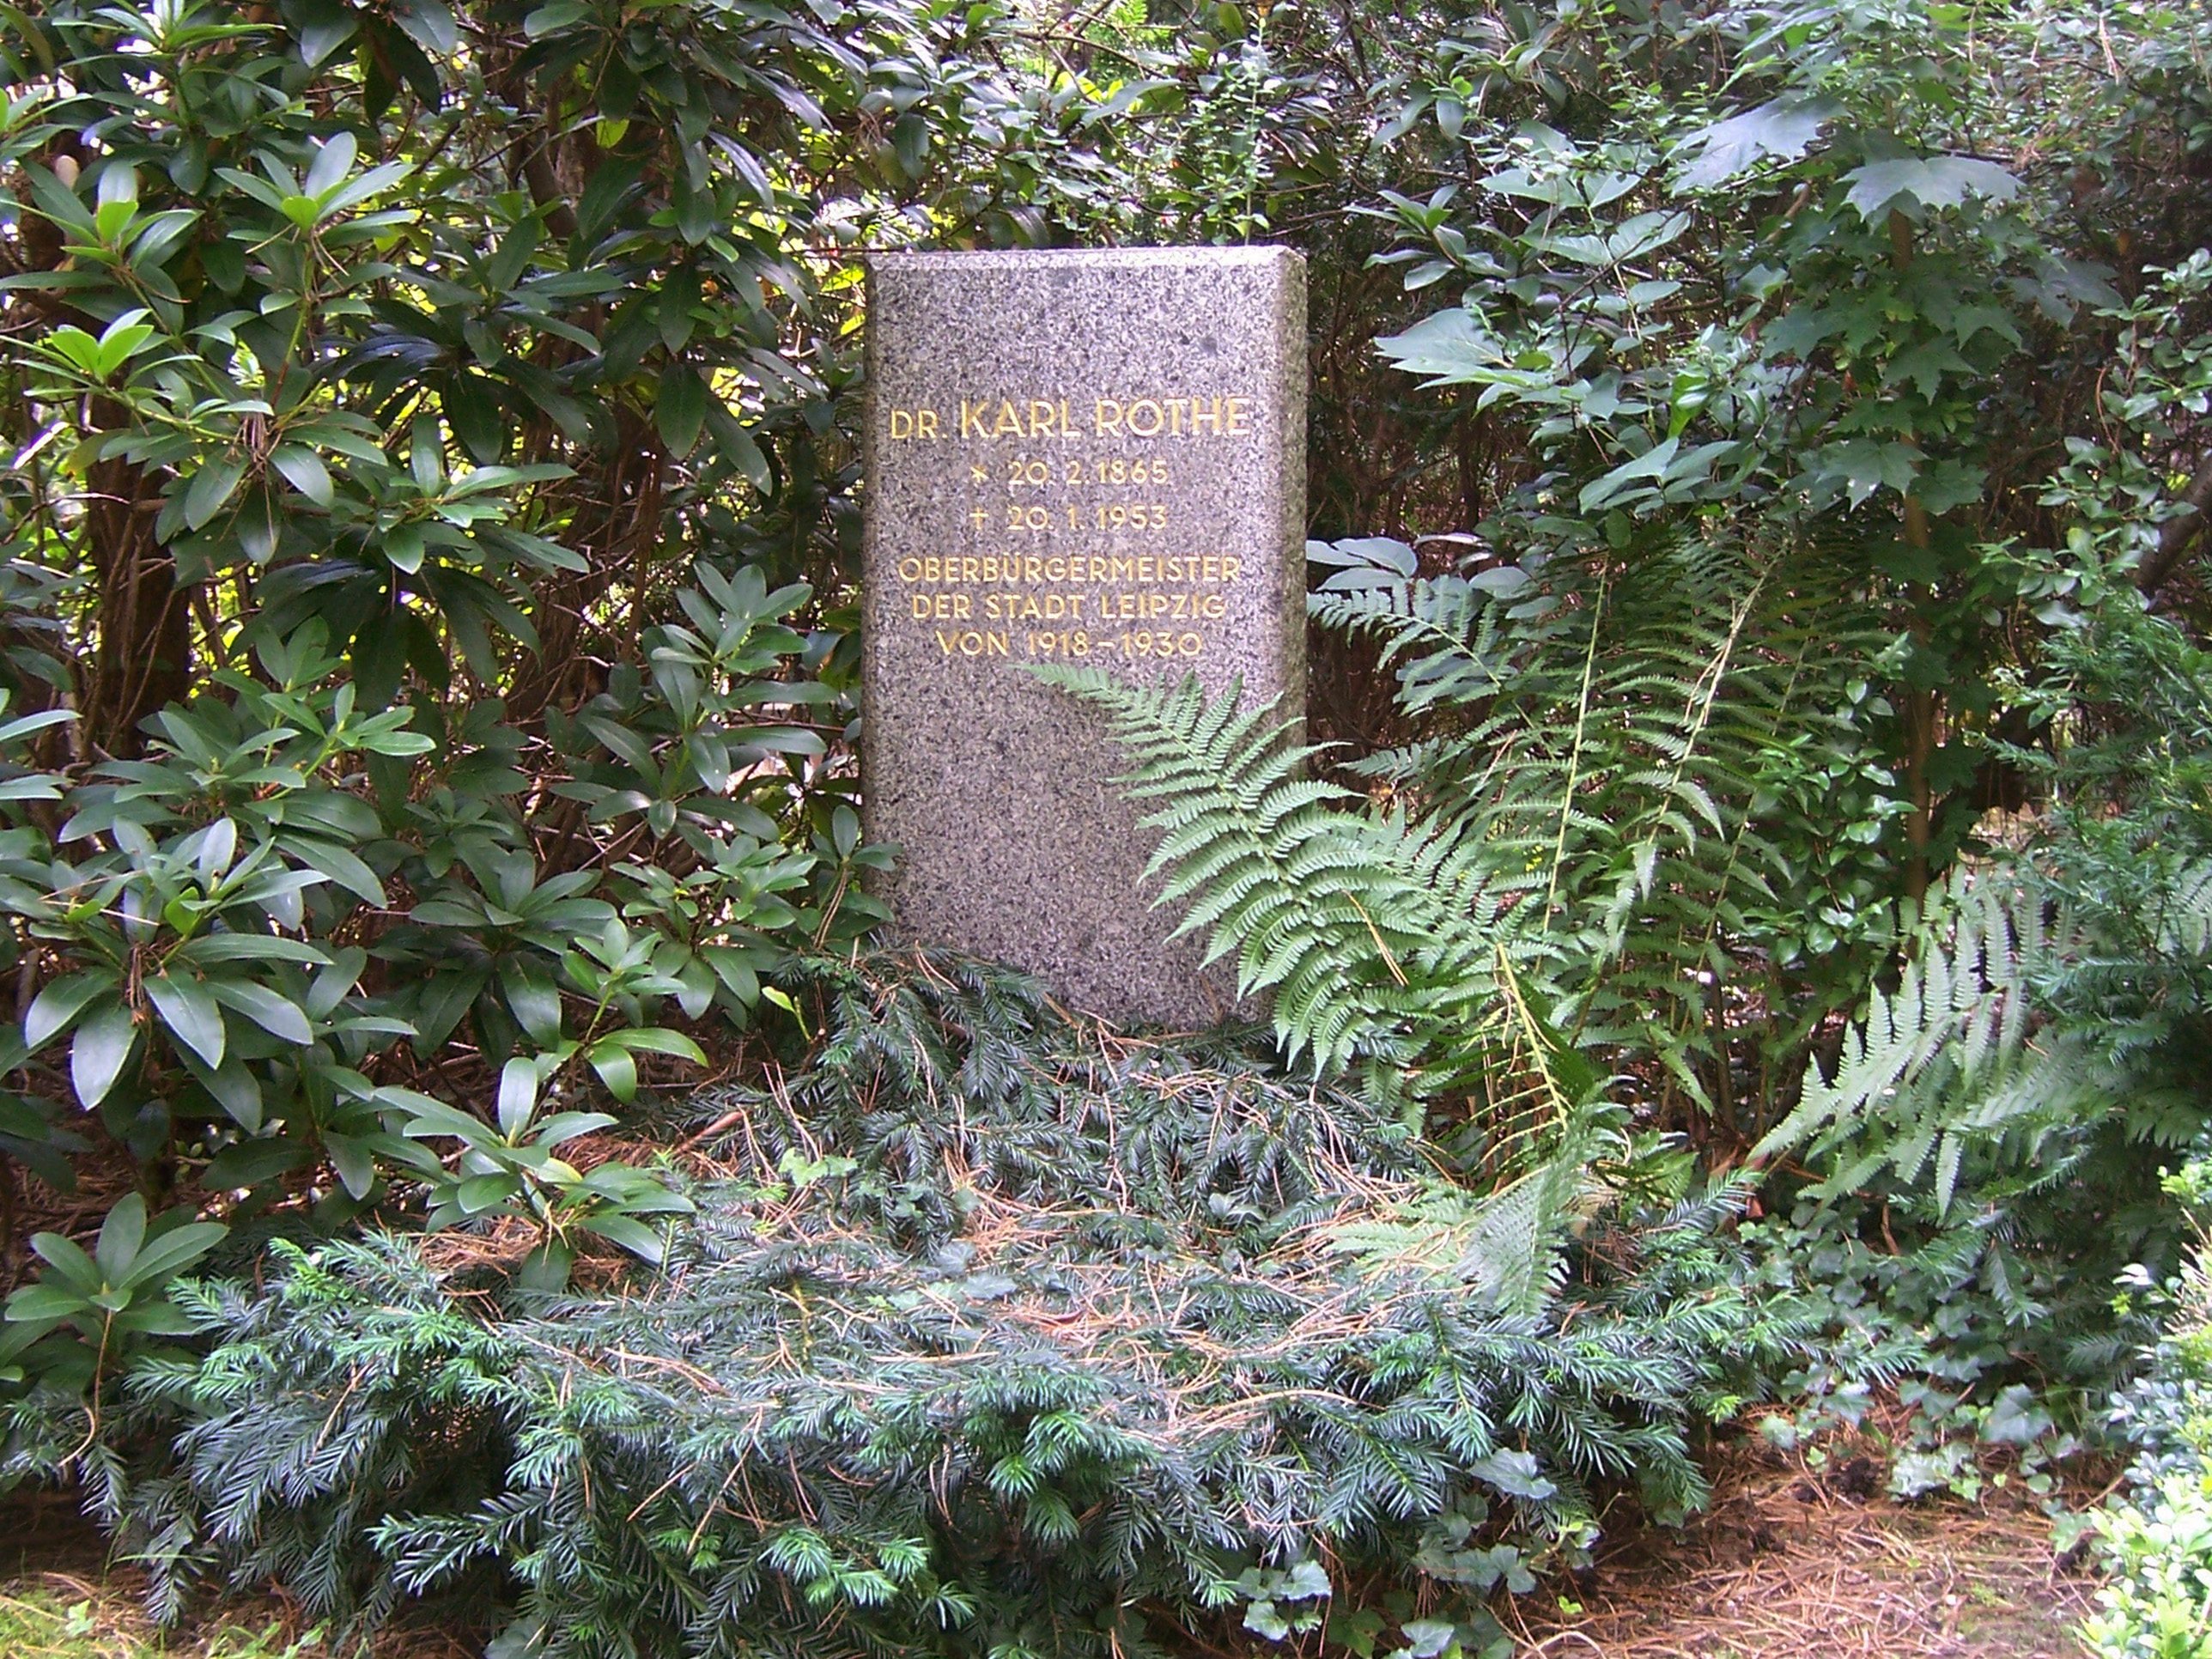 DR. KARL ROTHE
* 20. 2. 1865
† 20. 1. 1953
OBERBÜRGERMEISTER
DER STADT LEIPZIG
VON 1918-1930